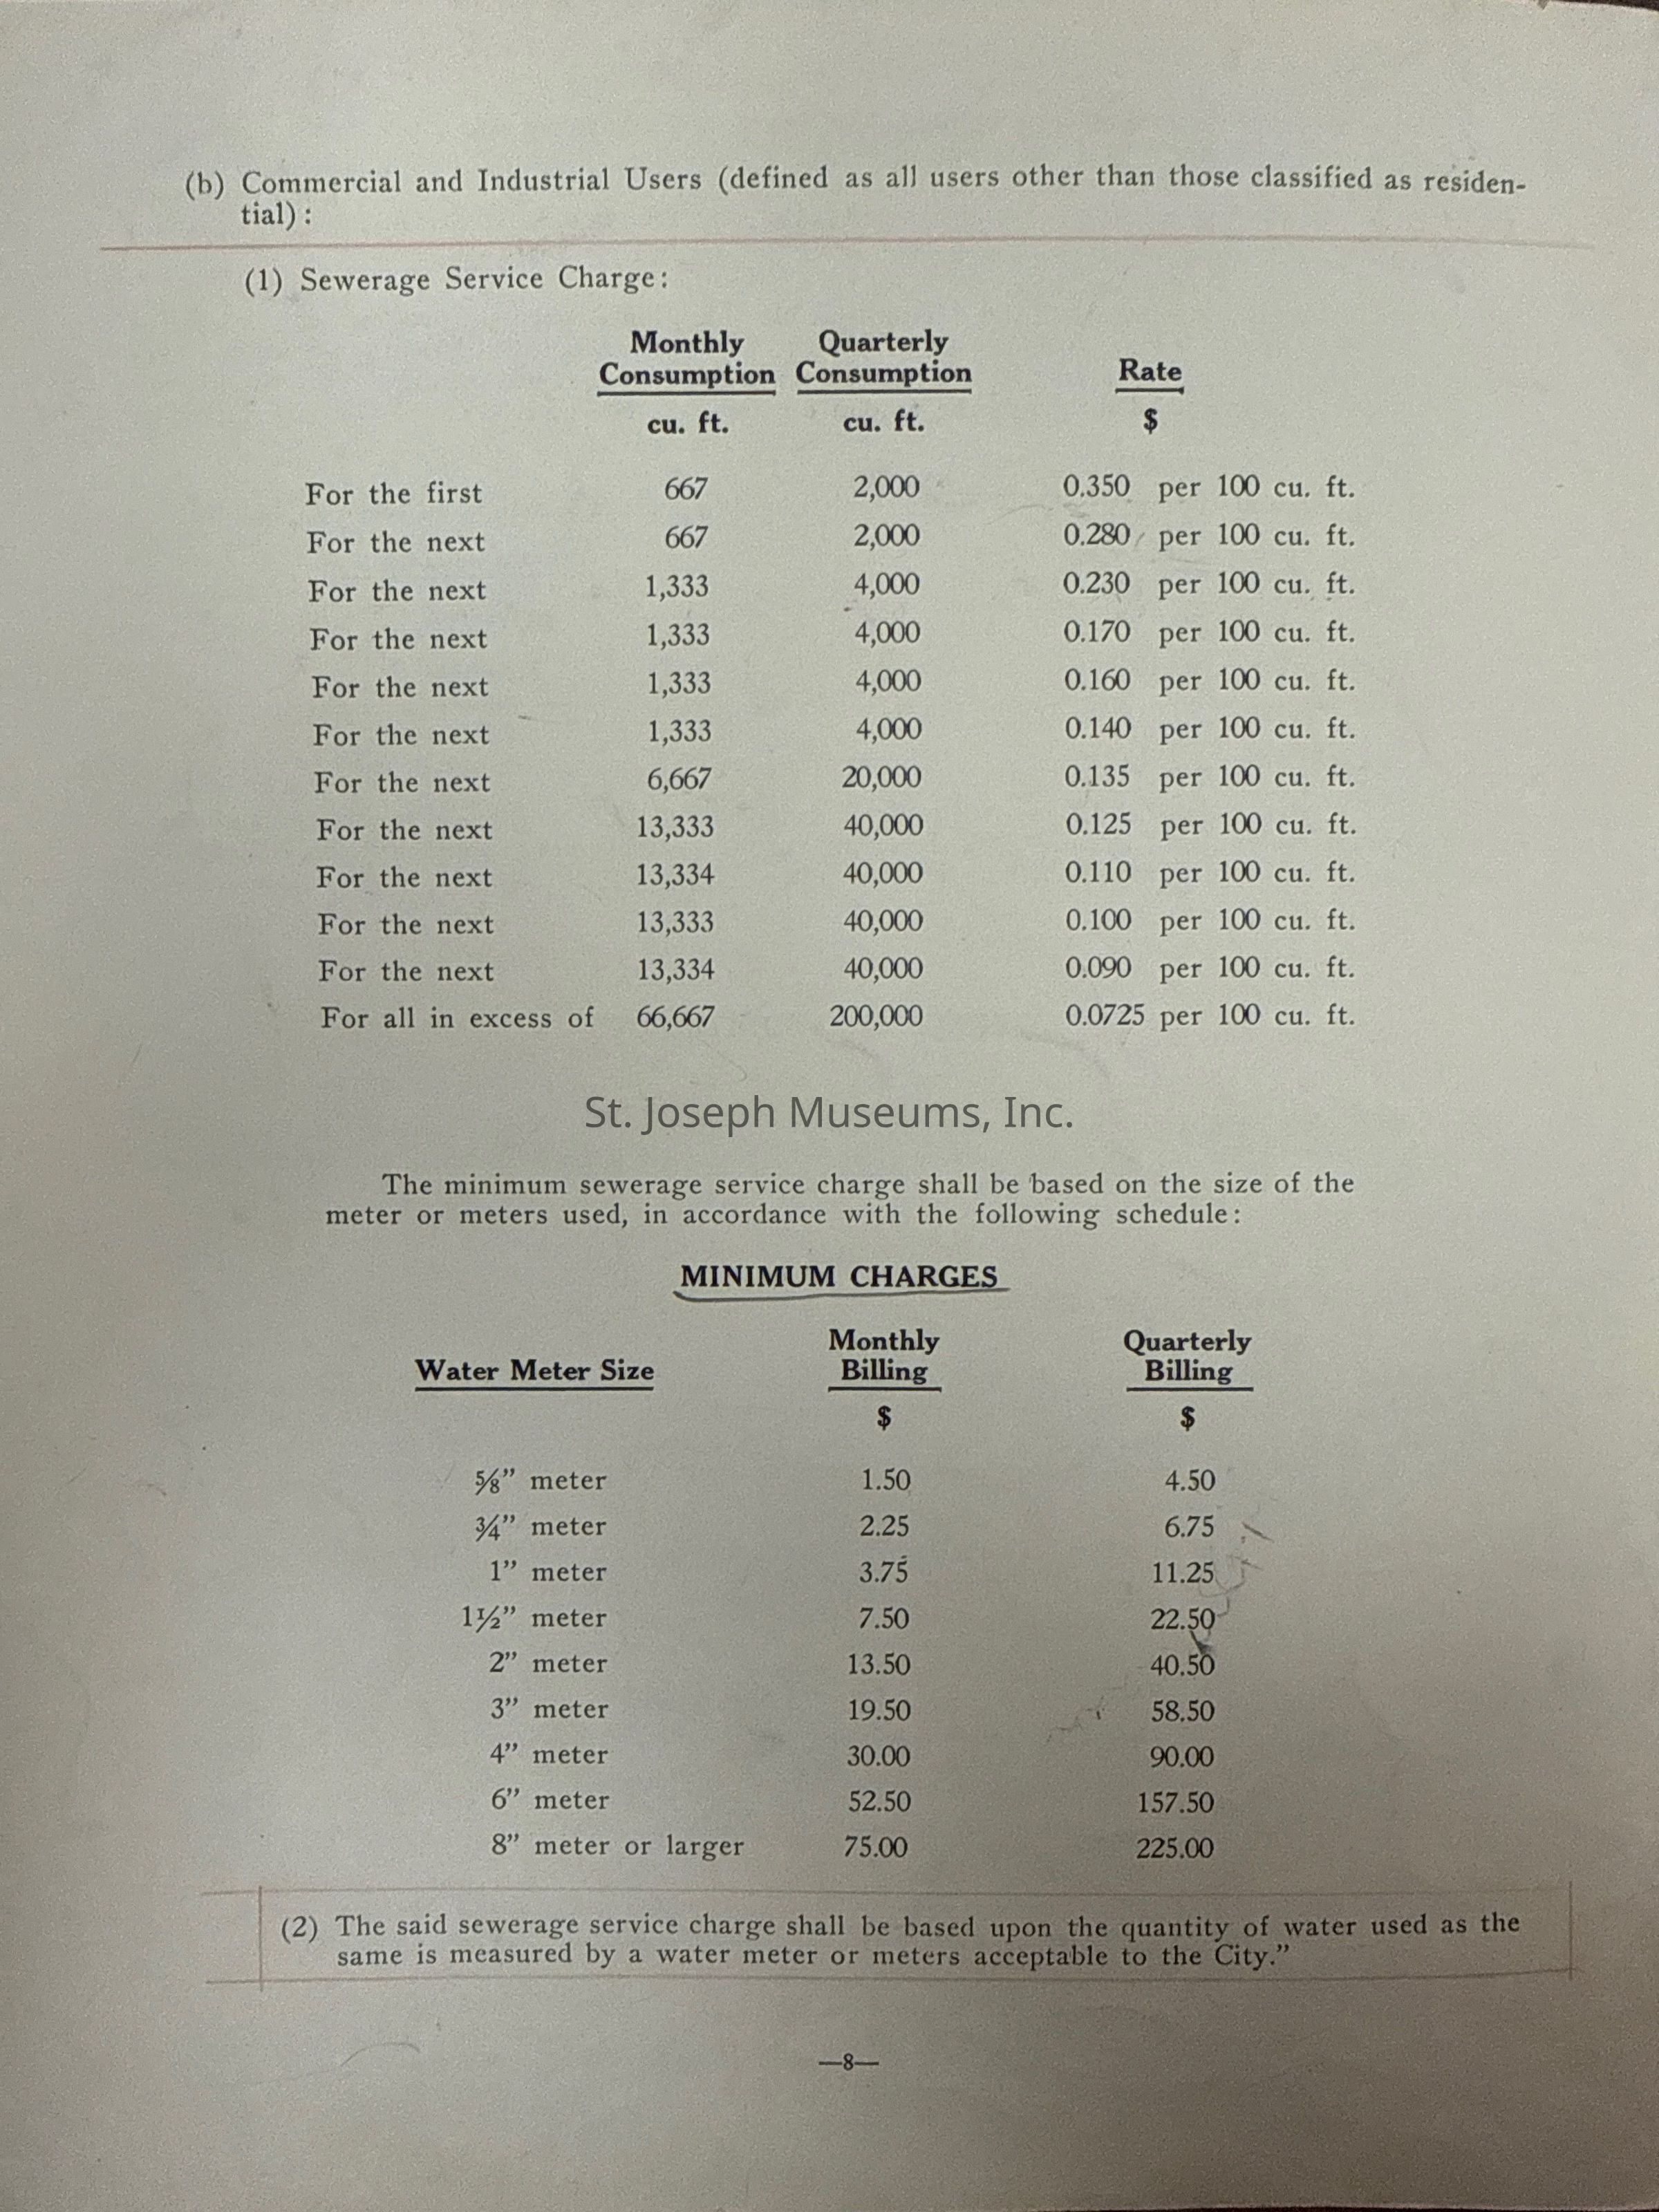 (b) Commercial and Industrial Users (defined as all users other than those classified as residen-
tial):
(1) Sewerage Service Charge:
Monthly Quarterly
Consumption Consumption Rate
cu. ft. cu. ft. $
For the first 667 2,000 0.350 per 100 cu. ft.
For the next 667 2,000 0.280 per 100 cu. ft.
For the next 1,333 4,000 0.230 per 100 cu. ft.
For the next 1,333 4,000 0.170 per 100 cu. ft.
For the next 1,333 4,000 0.160 per 100 cu. ft.
For the next 1,333 4,000 0.140 per 100 cu. ft.
For the next 6,667 20,000 0.135 per 100 cu. ft.
For the next 13,333 40,000 0.125 per 100 cu. ft.
For the next 13,334 40,000 0.110 per 100 cu. ft.
For the next 13,333 40,000 0.100 per 100 cu. ft.
For the next 13,334 40,000 0.090 per 100 cu. ft.
For all in excess of 66,667 200,000 0.0725 per 100 cu. ft.
St. Joseph Museums, Inc.
The minimum sewerage service charge shall be based on the size of the
meter or meters used, in accordance with the following schedule:
MINIMUM CHARGES
Monthly Quarterly
Water Meter Size Billing Billing
$ $
5⁄8” meter 1.50 4.50
3⁄4” meter 2.25 6.75
1” meter 3.75 11.25
1½” meter 7.50 22.50
2” meter 13.50 40.50
3” meter 19.50 58.50
4” meter 30.00 90.00
6” meter 52.50 157.50
8” meter or larger 75.00 225.00
(2) The said sewerage service charge shall be based upon the quantity of water used as the
same is measured by a water meter or meters acceptable to the City.”
—8—